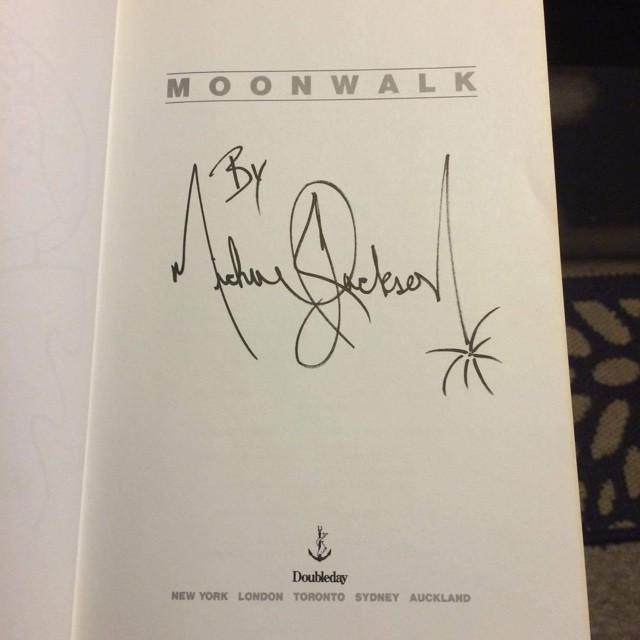 MOONWALK
By
Michael Jackson
Doubleday
NEW YORK LONDON TORONTO SYDNEY AUCKLAND